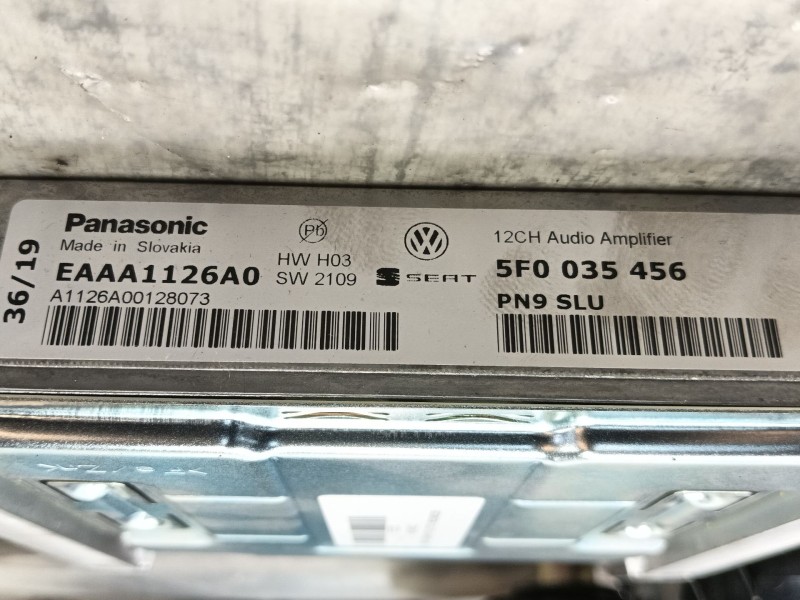 36/19
Panasonic
Made in Slovakia
EAAA1126A0
A1126A00128073
Pb
HW H03
SW 2109
SEAT
12CH Audio Amplifier
5F0 035 456
PN9 SLU